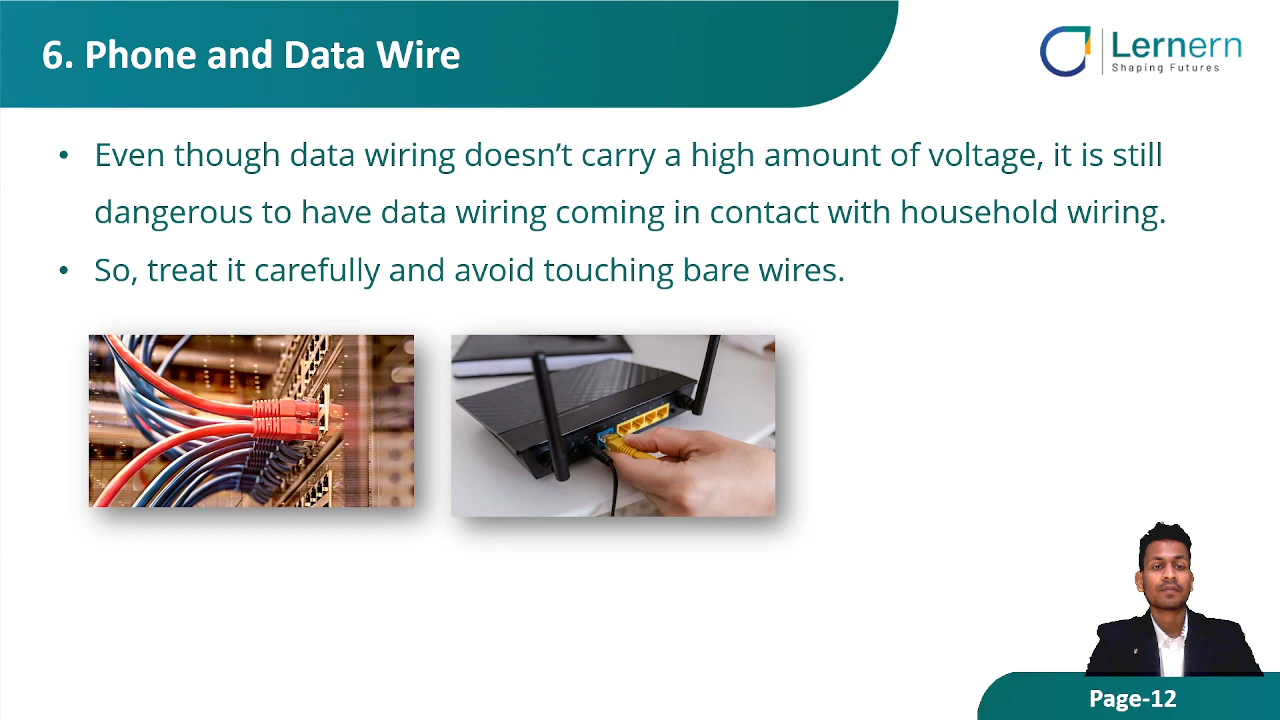 6. Phone and Data Wire
Lernern
Shaping Futures
• Even though data wiring doesn’t carry a high amount of voltage, it is still
dangerous to have data wiring coming in contact with household wiring.
• So, treat it carefully and avoid touching bare wires.
Page-12